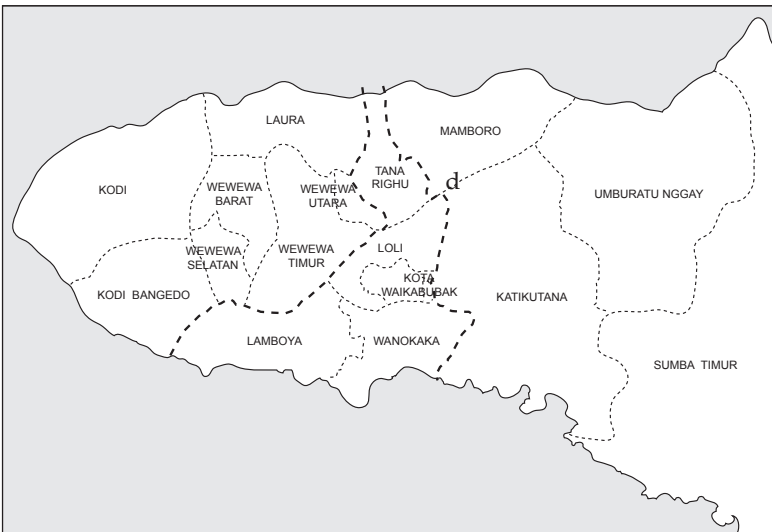 LAURA
MAMBORO
TANA
RIGHU
d
KODI
WEWEWA
BARAT
WEWEWA
UTARA
UMBURATU NGGAY
WEWEWA
SELATAN
WEWEWA
TIMUR
LOLI
KOTA
WAIKABUBAK
KODI BANGEDO
KATIKUTANA
LAMBOYA
WANOKAKA
SUMBA TIMUR